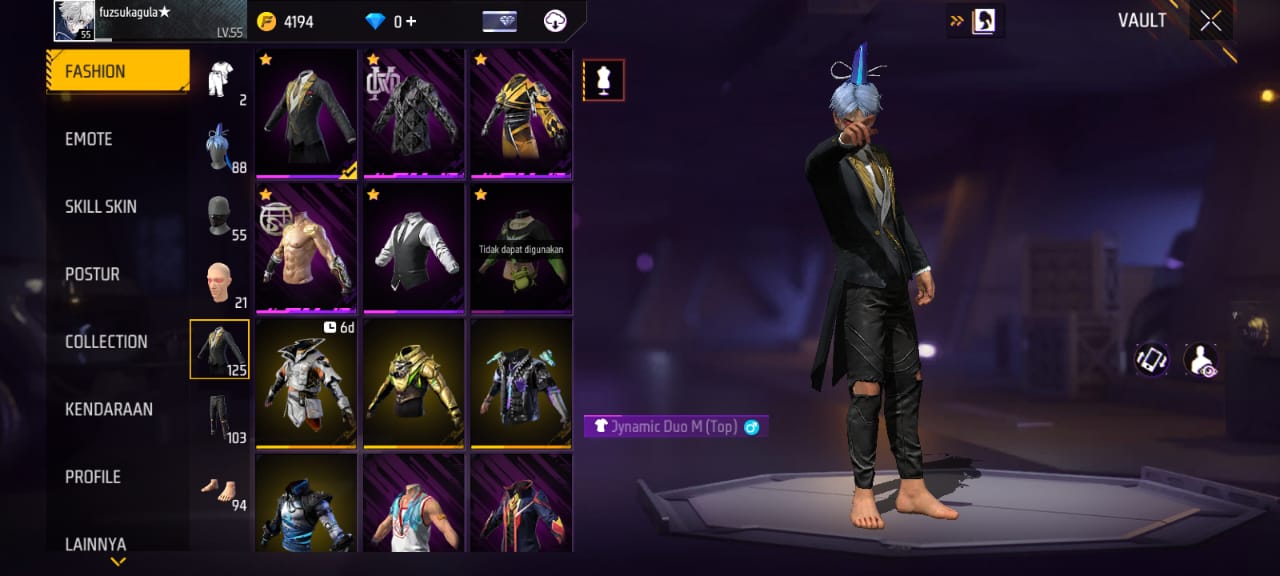 fuzsukagula★
55
LV.55
4194
0 +
VAULT
FASHION
EMOTE
SKILL SKIN
POSTUR
COLLECTION
KENDARAAN
PROFILE
LAINNYA
2
88
55
21
125
103
94
Tidak dapat digunakan
6d
Dynamic Duo M (Top)